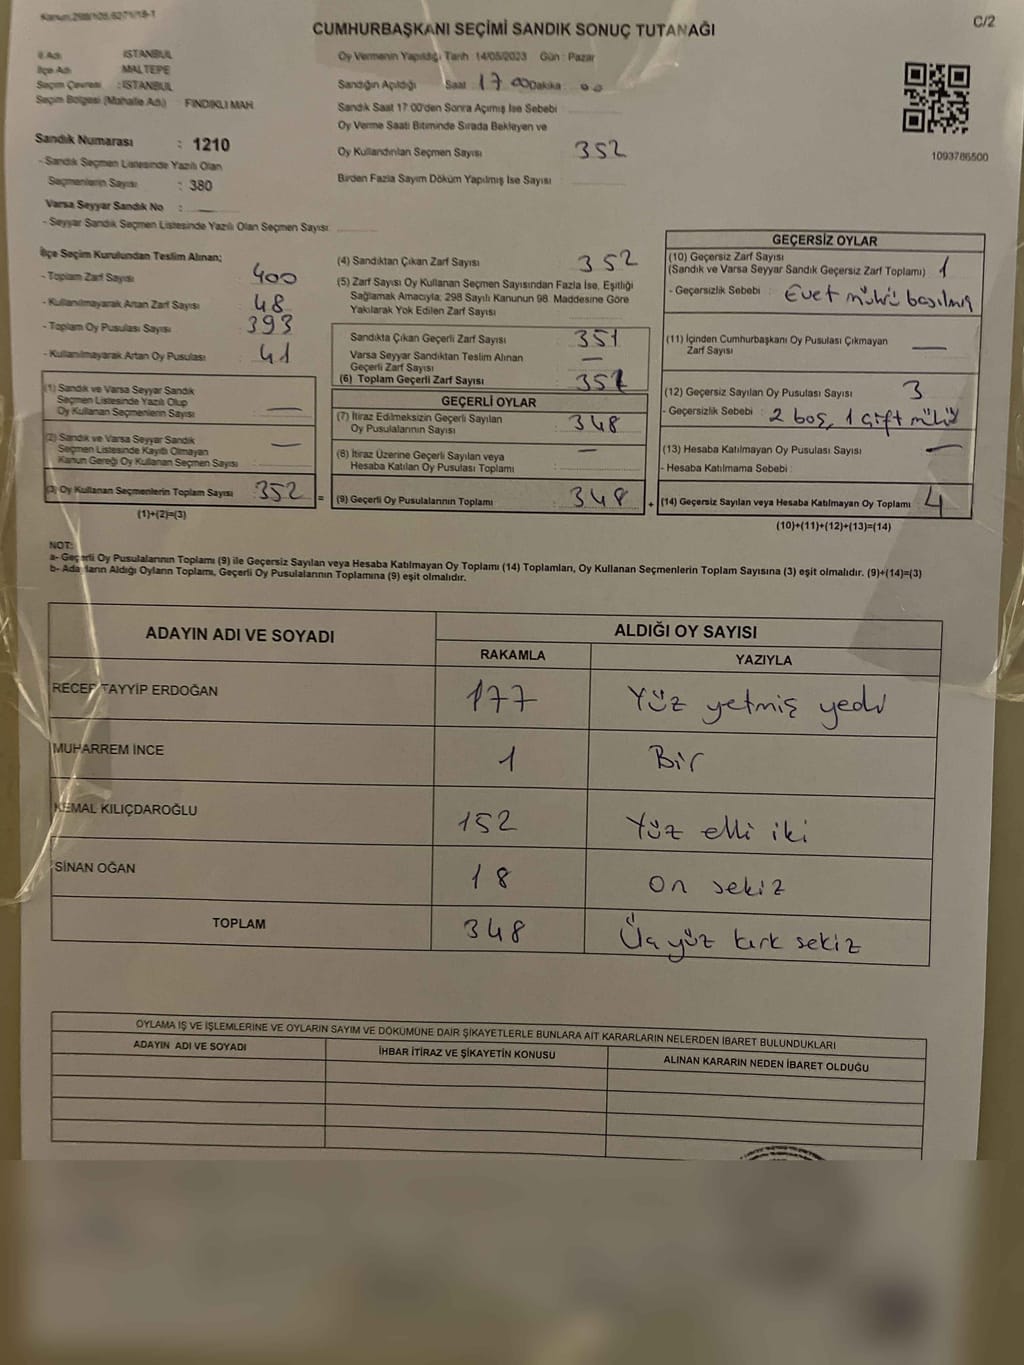 Kanun:298/105,6271/18-1
C/2
CUMHURBAŞKANI SEÇİMİ SANDIK SONUÇ TUTANAĞI
İl Adı : İSTANBUL
İlçe Adı : MALTEPE
Seçim Çevresi : İSTANBUL
Seçim Bölgesi (Mahalle Adı) : FINDIKLI MAH.
Sandık Numarası : 1210
- Sandık Seçmen Listesinde Yazılı Olan
Seçmenlerin Sayısı : 380
Varsa Seyyar Sandık No : —
- Seyyar Sandık Seçmen Listesinde Yazılı Olan Seçmen Sayısı:
Oy Vermenin Yapıldığı Tarih : 14/05/2023 Gün : Pazar
Sandığın Açıldığı Saat : 17 00 Dakika : 00
Sandık Saat 17:00'den Sonra Açılmış İse Sebebi
Oy Verme Saati Bitiminde Sırada Bekleyen ve
Oy Kullandırılan Seçmen Sayısı : 352
Birden Fazla Sayım Döküm Yapılmış İse Sayısı
1093786500
İlçe Seçim Kurulundan Teslim Alınan;
- Toplam Zarf Sayısı : 400
- Kullanılmayarak Artan Zarf Sayısı : 48
- Toplam Oy Pusulası Sayısı : 393
- Kullanılmayarak Artan Oy Pusulası : 41
(1) Sandık ve Varsa Seyyar Sandık
Seçmen Listesinde Yazılı Olup
Oy Kullanan Seçmenlerin Sayısı : —
(2) Sandık ve Varsa Seyyar Sandık
Seçmen Listesinde Kayıtlı Olmayan
Kanun Gereği Oy Kullanan Seçmen Sayısı : —
(3) Oy Kullanan Seçmenlerin Toplam Sayısı : 352
(1)+(2)=(3)
(4) Sandıktan Çıkan Zarf Sayısı : 352
(5) Zarf Sayısı Oy Kullanan Seçmen Sayısından Fazla İse, Eşitliği
Sağlamak Amacıyla, 298 Sayılı Kanunun 98. Maddesine Göre
Yakılarak Yok Edilen Zarf Sayısı
Sandıkta Çıkan Geçerli Zarf Sayısı : 351
Varsa Seyyar Sandıktan Teslim Alınan
Geçerli Zarf Sayısı : —
(6) Toplam Geçerli Zarf Sayısı : 351
GEÇERLİ OYLAR
(7) İtiraz Edilmeksizin Geçerli Sayılan
Oy Pusulalarının Sayısı : 348
(8) İtiraz Üzerine Geçerli Sayılan veya
Hesaba Katılan Oy Pusulası Toplamı : —
= (9) Geçerli Oy Pusulalarının Toplamı : 348
GEÇERSİZ OYLAR
(10) Geçersiz Zarf Sayısı
(Sandık ve Varsa Seyyar Sandık Geçersiz Zarf Toplamı) : 1
- Geçersizlik Sebebi : Evet mührü basılmış
(11) İçinden Cumhurbaşkanı Oy Pusulası Çıkmayan
Zarf Sayısı : —
(12) Geçersiz Sayılan Oy Pusulası Sayısı : 3
- Geçersizlik Sebebi : 2 boş, 1 çift mühür
(13) Hesaba Katılmayan Oy Pusulası Sayısı : —
- Hesaba Katılmama Sebebi :
+ (14) Geçersiz Sayılan veya Hesaba Katılmayan Oy Toplamı : 4
(10)+(11)+(12)+(13)=(14)
NOT:
a- Geçerli Oy Pusulalarının Toplamı (9) ile Geçersiz Sayılan veya Hesaba Katılmayan Oy Toplamı (14) Toplamları, Oy Kullanan Seçmenlerin Toplam Sayısına (3) eşit olmalıdır. (9)+(14)=(3)
b- Adayların Aldığı Oyların Toplamı, Geçerli Oy Pusulalarının Toplamına (9) eşit olmalıdır.
ADAYIN ADI VE SOYADI ALDIĞI OY SAYISI
RAKAMLA YAZIYLA
RECEP TAYYİP ERDOĞAN 177 Yüz yetmiş yedi
MUHARREM İNCE 1 Bir
KEMAL KILIÇDAROĞLU 152 Yüz elli iki
SİNAN OĞAN 18 on sekiz
TOPLAM 348 Üç yüz kırk sekiz
OYLAMA İŞ VE İŞLEMLERİNE VE OYLARIN SAYIM VE DÖKÜMÜNE DAİR ŞİKAYETLERLE BUNLARA AİT KARARLARIN NELERDEN İBARET BULUNDUKLARI
ADAYIN ADI VE SOYADI İHBAR İTİRAZ VE ŞİKAYETİN KONUSU ALINAN KARARIN NEDEN İBARET OLDUĞU